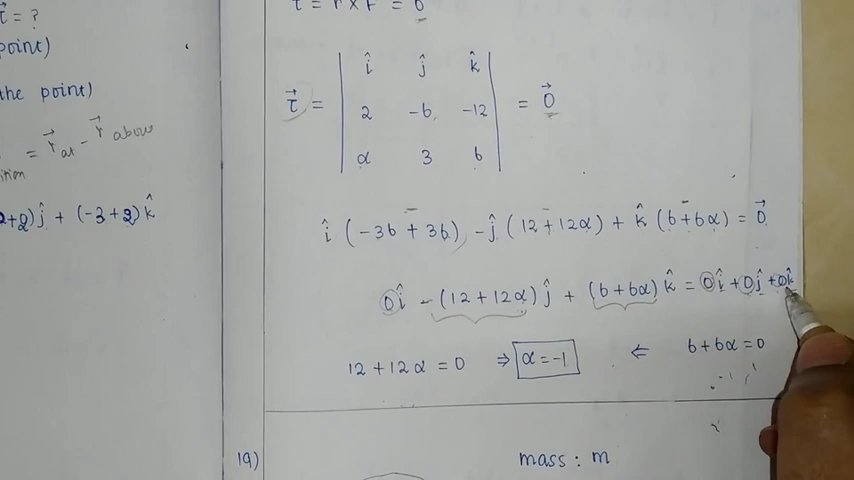 τ⃗ = ?
point)
the point)
= r⃗ at - r⃗ above
+2)ĵ + (-3+2)k̂
τ = r × F = 0
î ĵ k̂
τ⃗ = 2 -6 -12 = 0⃗
α 3 6
î (-36 + 36) - ĵ (12 + 12α) + k̂ (6 + 6α) = 0⃗
0î - (12 + 12α) ĵ + (6 + 6α) k̂ = 0î + 0ĵ + 0k̂
12 + 12α = 0 ⇒ α = -1 ⇐ 6 + 6α = 0
19) mass : m